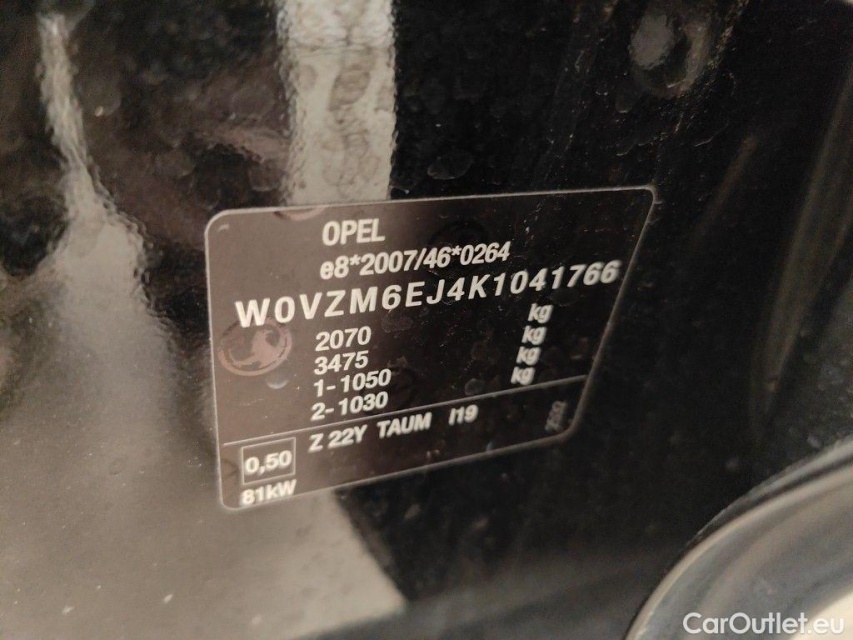 OPEL
e8*2007/46*0264
W0VZM6EJ4K1041766
2070 kg
3475 kg
1-1050 kg
2-1030 kg
Z 22Y TAUM I19
0,50
81kW
CarOutlet.eu